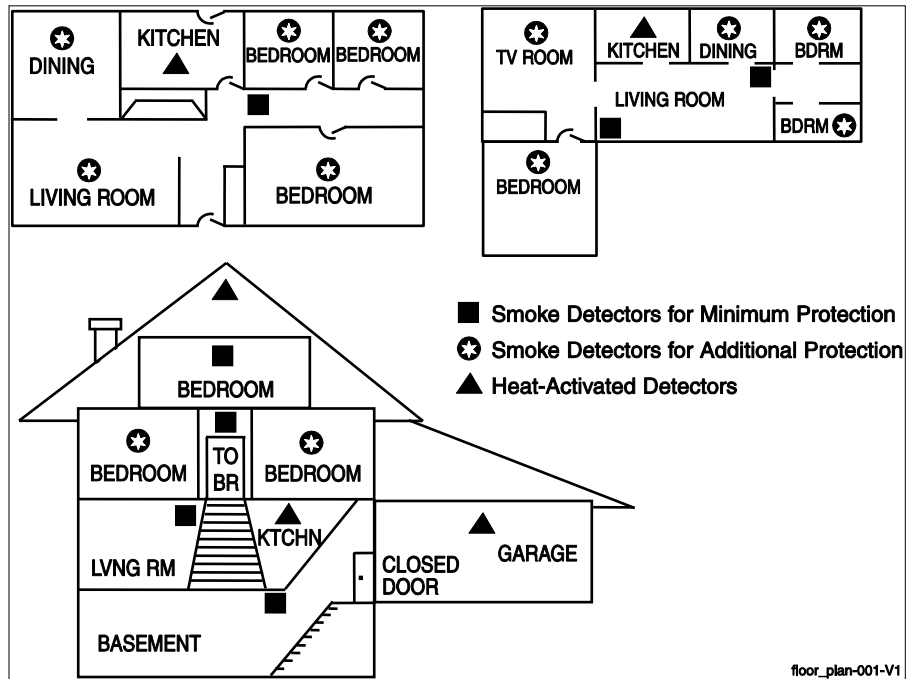 DINING
KITCHEN
BEDROOM
BEDROOM
LIVING ROOM
BEDROOM
TV ROOM
KITCHEN
DINING
BDRM
LIVING ROOM
BDRM
BEDROOM
BEDROOM
BEDROOM
TO
BR
BEDROOM
LVNG RM
KTCHN
CLOSED
DOOR
GARAGE
BASEMENT
Smoke Detectors for Minimum Protection
Smoke Detectors for Additional Protection
Heat-Activated Detectors
floor_plan-001-V1